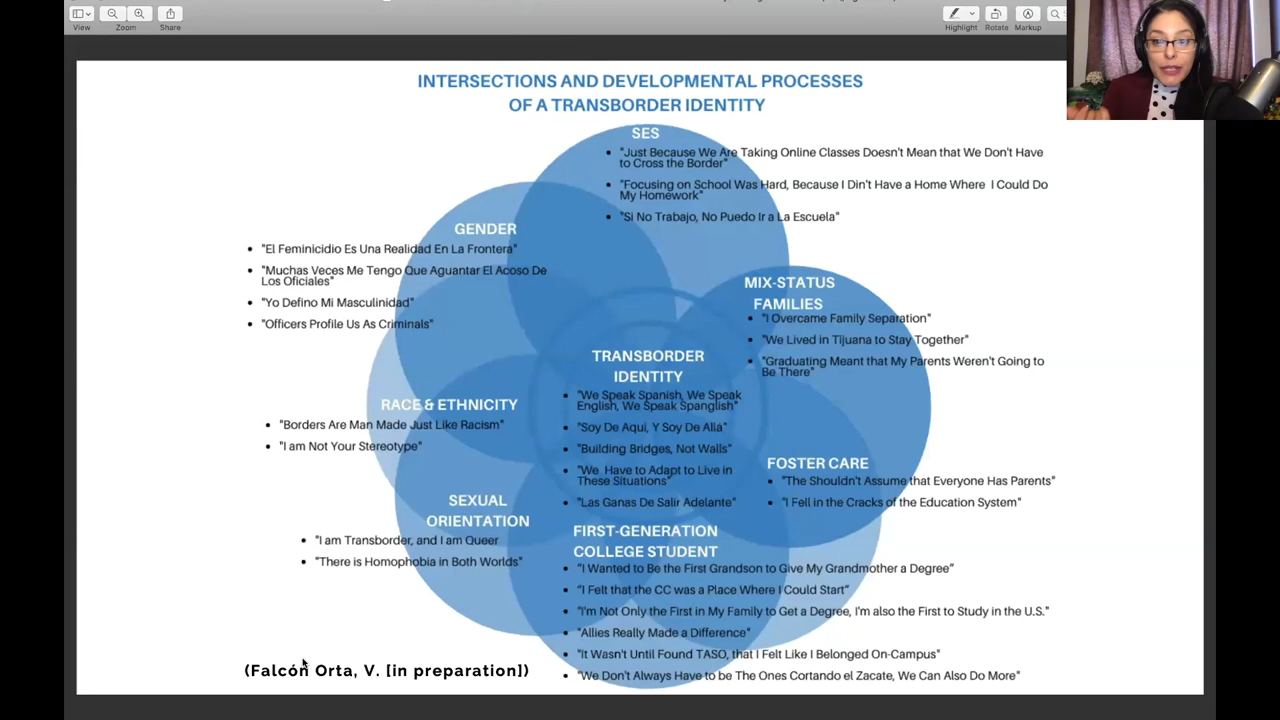 View
Zoom
Share
Highlight
Rotate
Markup
INTERSECTIONS AND DEVELOPMENTAL PROCESSES
OF A TRANSBORDER IDENTITY
SES
"Just Because We Are Taking Online Classes Doesn't Mean that We Don't Have
to Cross the Border"
"Focusing on School Was Hard, Because I Din't Have a Home Where I Could Do
My Homework"
"Si No Trabajo, No Puedo Ir a La Escuela"
GENDER
"El Feminicidio Es Una Realidad En La Frontera"
"Muchas Veces Me Tengo Que Aguantar El Acoso De
Los Oficiales"
"Yo Defino Mi Masculinidad"
"Officers Profile Us As Criminals"
MIX-STATUS
FAMILIES
"I Overcame Family Separation"
"We Lived in Tijuana to Stay Together"
"Graduating Meant that My Parents Weren't Going to
Be There"
TRANSBORDER
IDENTITY
"We Speak Spanish, We Speak
English, We Speak Spanglish"
"Soy De Aquí, Y Soy De Allá"
"Building Bridges, Not Walls"
"We Have to Adapt to Live in
These Situations"
"Las Ganas De Salir Adelante"
RACE & ETHNICITY
"Borders Are Man Made Just Like Racism"
"I am Not Your Stereotype"
FOSTER CARE
"The Shouldn't Assume that Everyone Has Parents"
"I Fell in the Cracks of the Education System"
SEXUAL
ORIENTATION
"I am Transborder, and I am Queer
"There is Homophobia in Both Worlds"
FIRST-GENERATION
COLLEGE STUDENT
"I Wanted to Be the First Grandson to Give My Grandmother a Degree"
"I Felt that the CC was a Place Where I Could Start"
"I'm Not Only the First in My Family to Get a Degree, I'm also the First to Study in the U.S."
"Allies Really Made a Difference"
"It Wasn't Until Found TASO, that I Felt Like I Belonged On-Campus"
"We Don't Always Have to be The Ones Cortando el Zacate, We Can Also Do More"
(Falcón Orta, V. [in preparation])